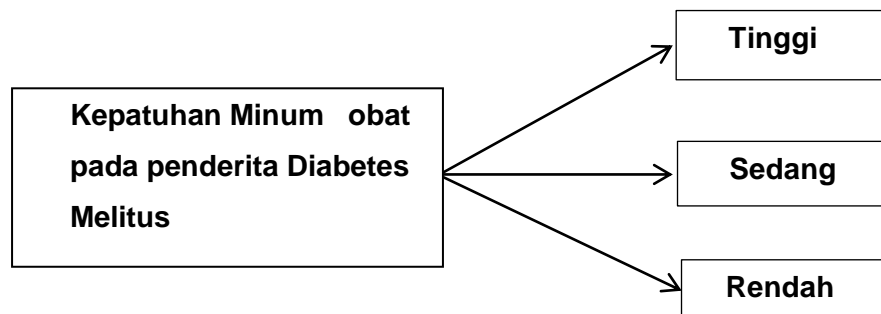 Kepatuhan Minum obat
pada penderita Diabetes
Melitus
Tinggi
Sedang
Rendah